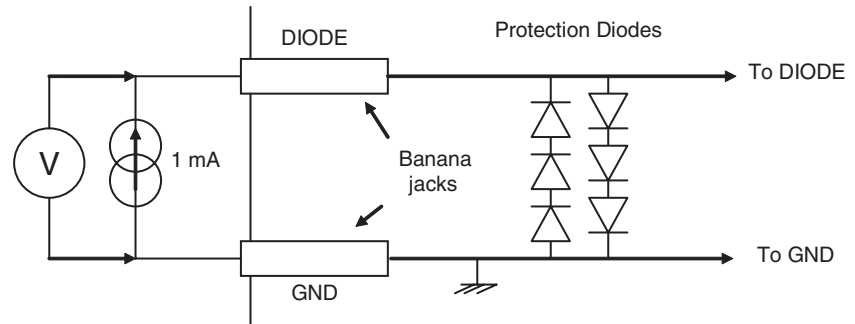 DIODE
Protection Diodes
To DIODE
V
1 mA
Banana
jacks
To GND
GND